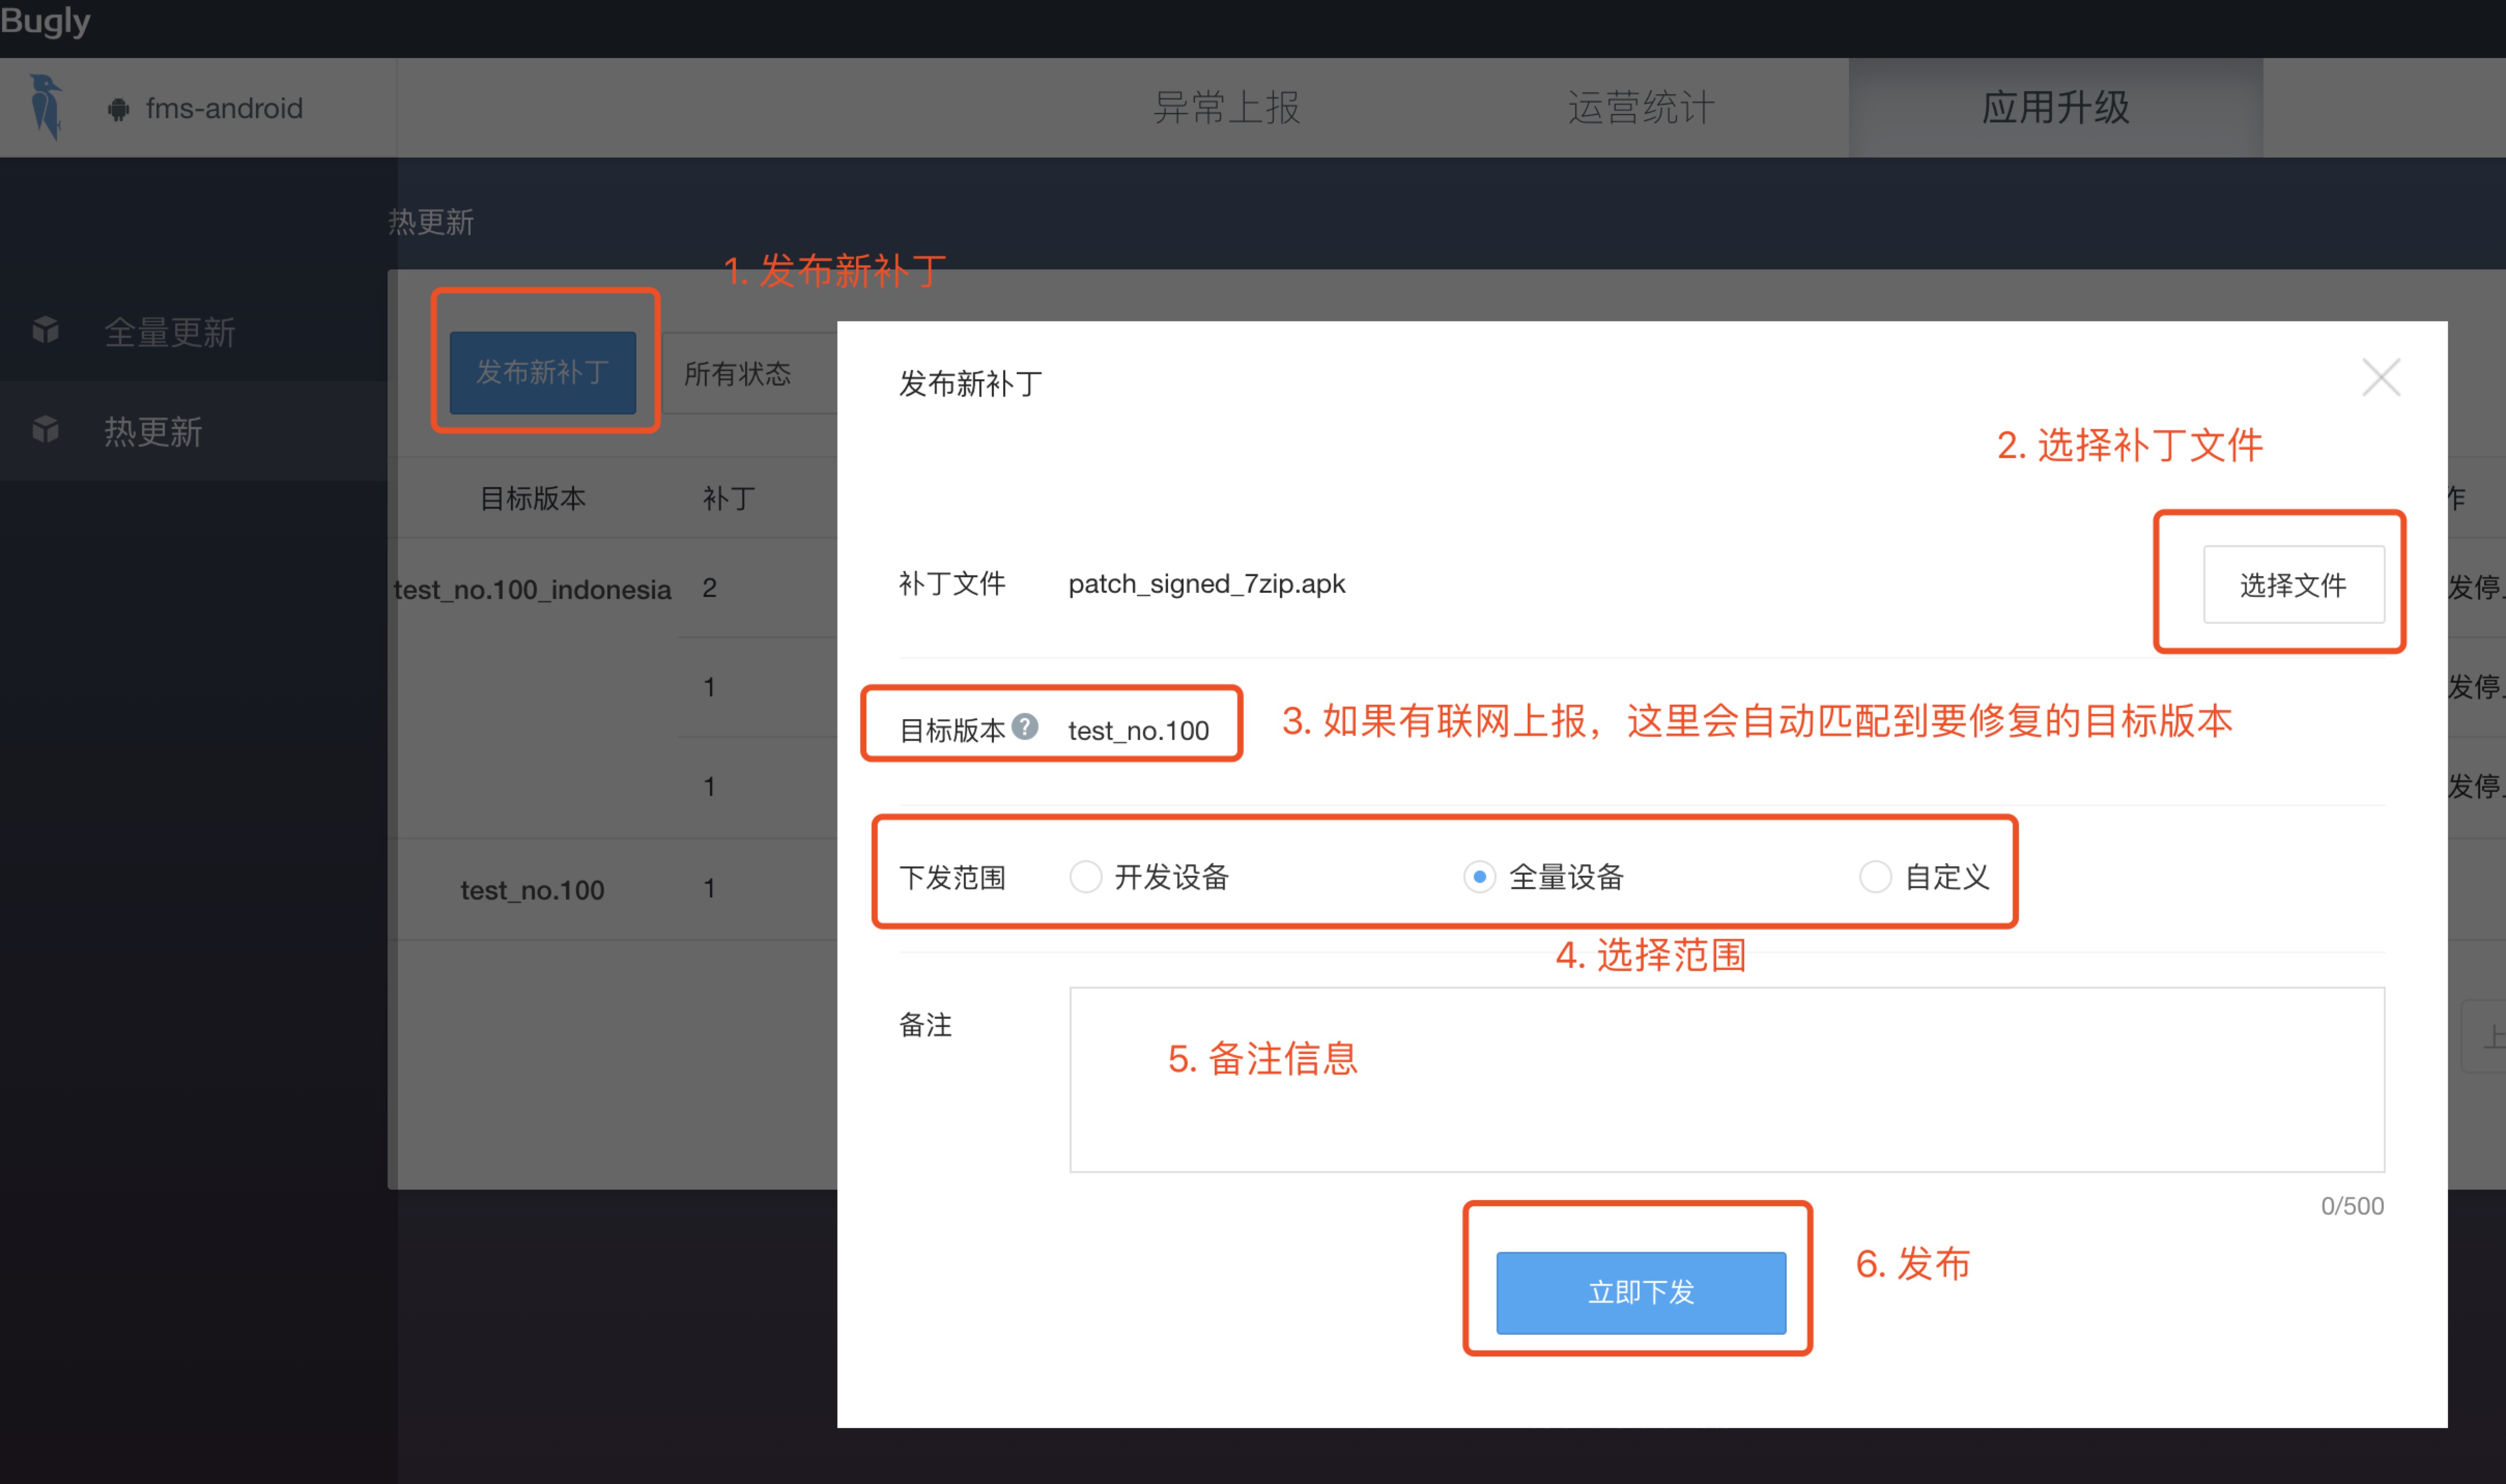 Bugly
fms-android
异常上报
运营统计
应用升级
热更新
1. 发布新补丁
全量更新
热更新
发布新补丁
所有状态
发布新补丁
2. 选择补丁文件
目标版本
补丁
作
补丁文件
patch_signed_7zip.apk
选择文件
test_no.100_indonesia
2
发停
1
发停
目标版本
?
test_no.100
3. 如果有联网上报，这里会自动匹配到要修复的目标版本
1
发停
下发范围
开发设备
全量设备
自定义
test_no.100
1
4. 选择范围
备注
5. 备注信息
上
0/500
立即下发
6. 发布